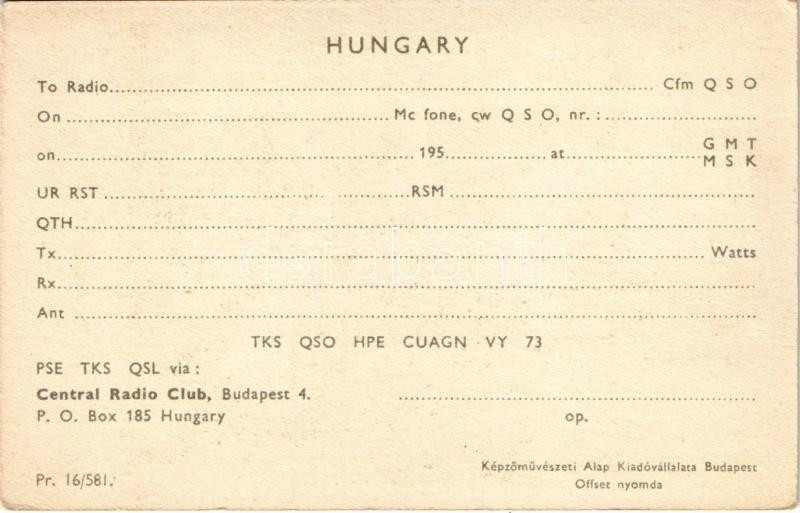 HUNGARY
To Radio........ Cfm Q S O
On ........ Mc fone, cw Q S O, nr. :........
on........ 195........ at........ G M T
M S K
UR RST ........ RSM ........
QTH........
Tx........ Watts
Rx........
Ant ........
TKS QSO HPE CUAGN VY 73
PSE TKS QSL via :
Central Radio Club, Budapest 4.
P. O. Box 185 Hungary
........
op.
Képzőművészeti Alap Kiadóvállalata Budapest
Offset nyomda
Pr. 16/581.